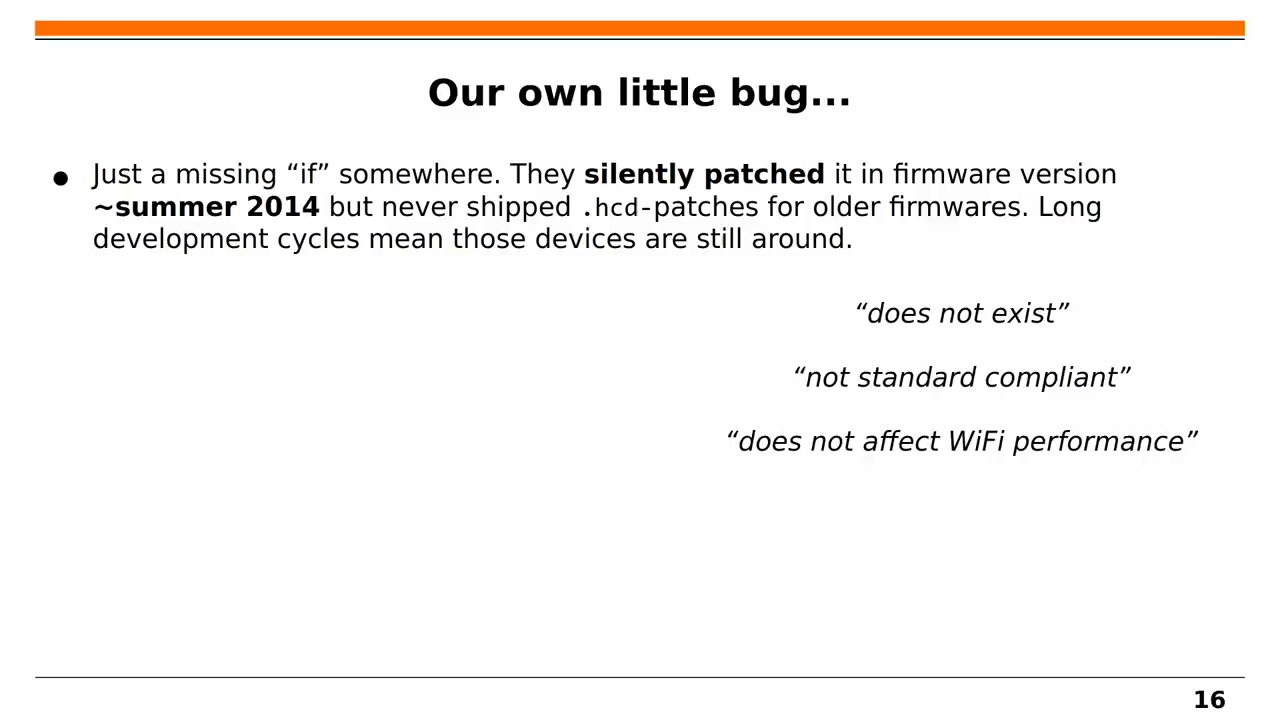 Our own little bug...
● Just a missing “if” somewhere. They silently patched it in firmware version
~summer 2014 but never shipped .hcd-patches for older firmwares. Long
development cycles mean those devices are still around.
“does not exist”
“not standard compliant”
“does not affect WiFi performance”
16